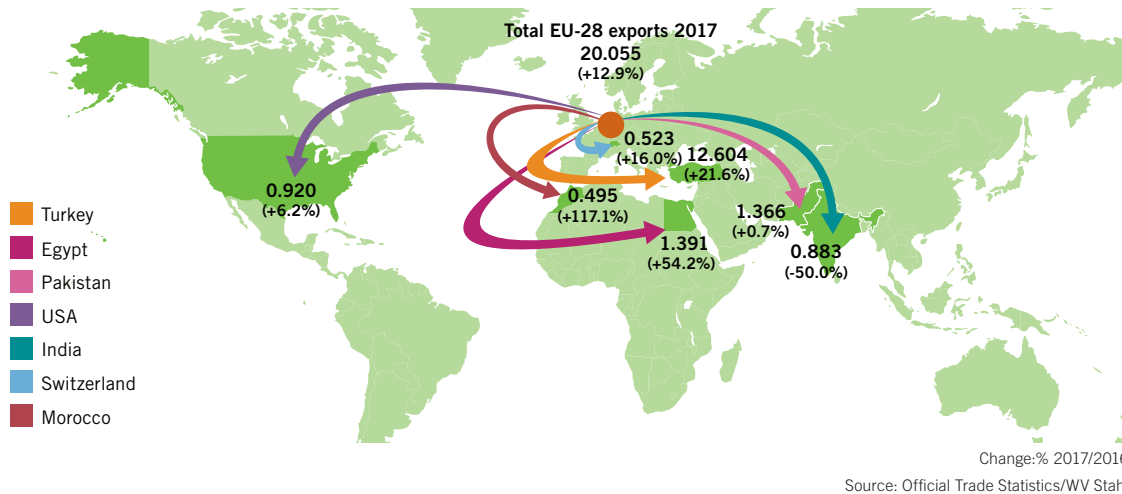 Total EU-28 exports 2017
20.055
(+12.9%)
0.523
(+16.0%)
12.604
(+21.6%)
0.920
(+6.2%)
0.495
(+117.1%)
1.366
(+0.7%)
1.391
(+54.2%)
0.883
(-50.0%)
Turkey
Egypt
Pakistan
USA
India
Switzerland
Morocco
Change:% 2017/2016
Source: Official Trade Statistics/WV Stah